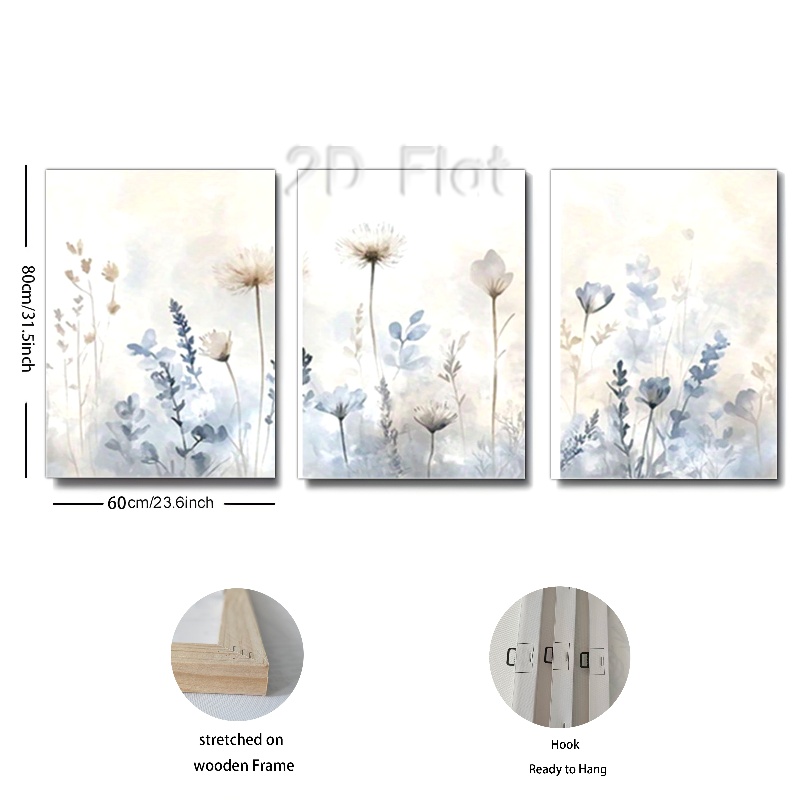 2D Flat
80cm/31.5inch
60cm/23.6inch
stretched on
wooden Frame
Hook
Ready to Hang